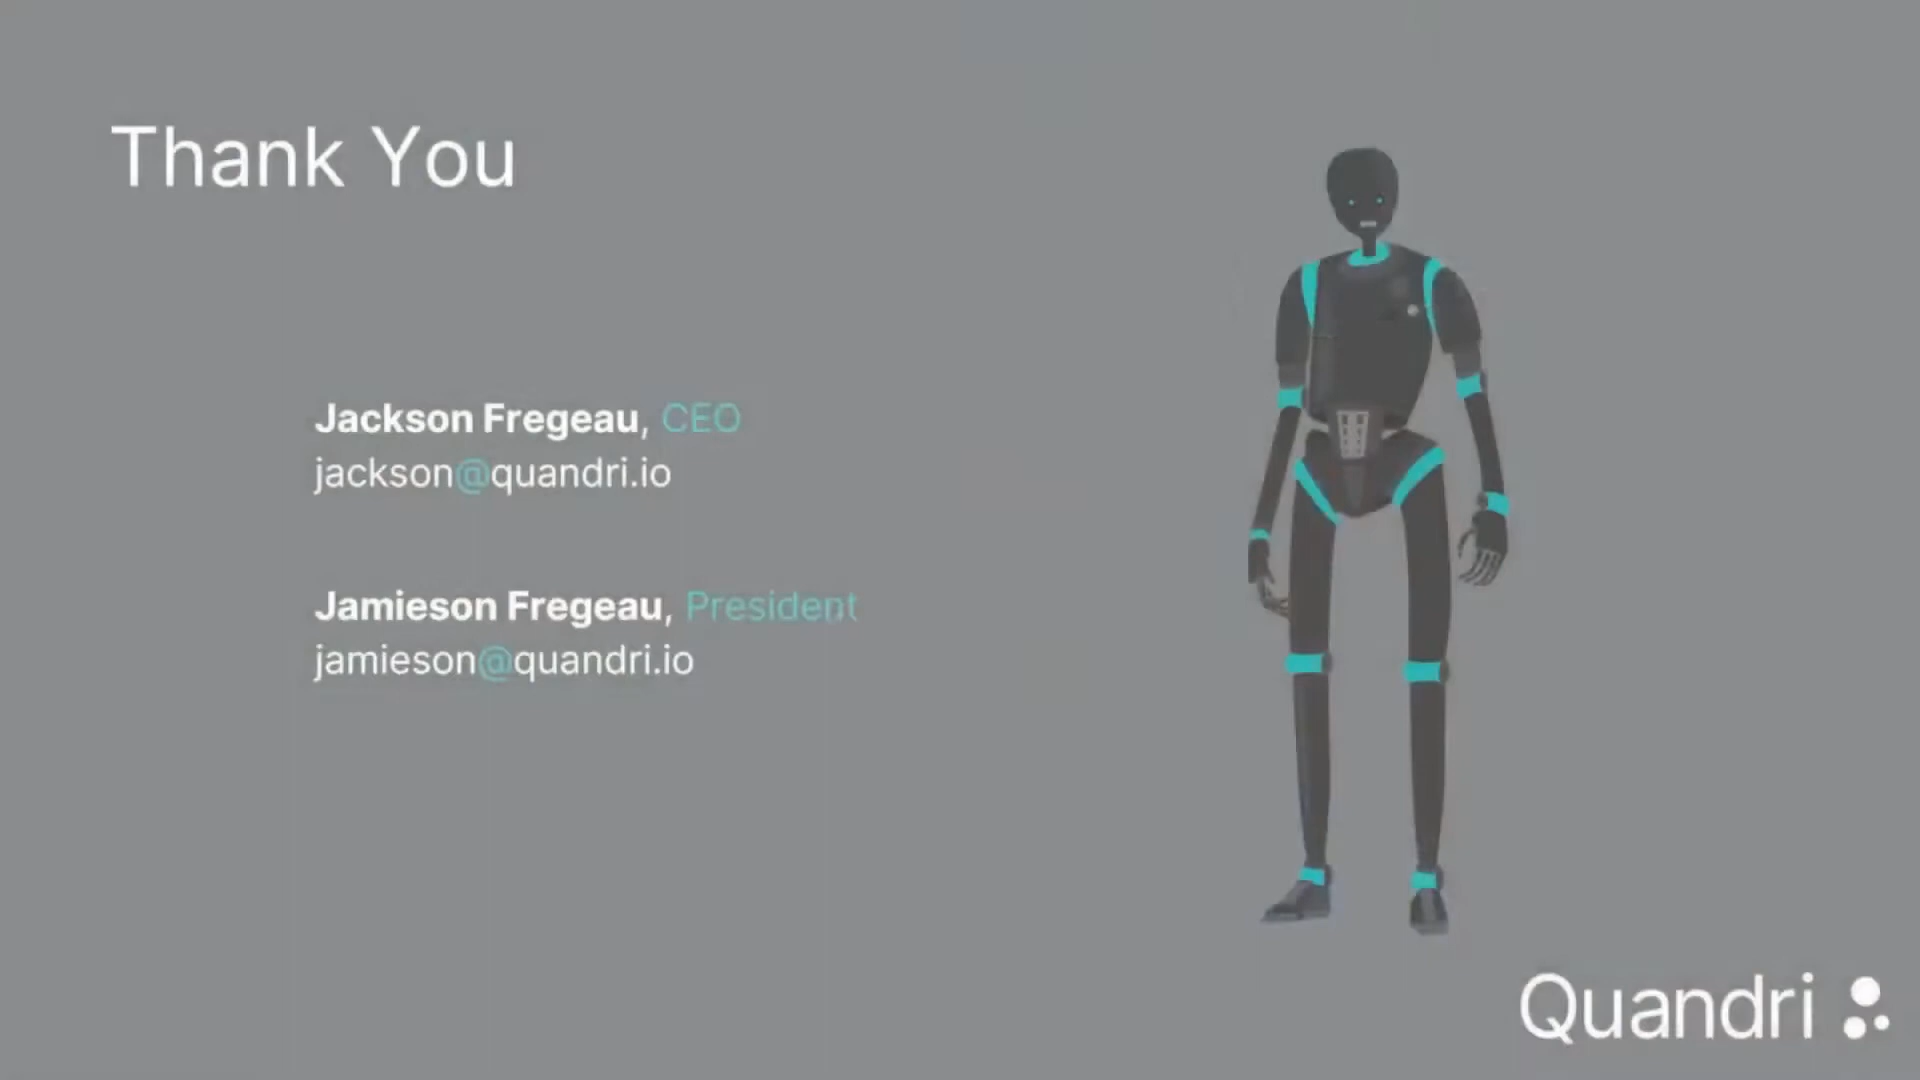 Thank You
Jackson Fregeau, CEO
jackson@quandri.io
Jamieson Fregeau, President
jamieson@quandri.io
Quandri